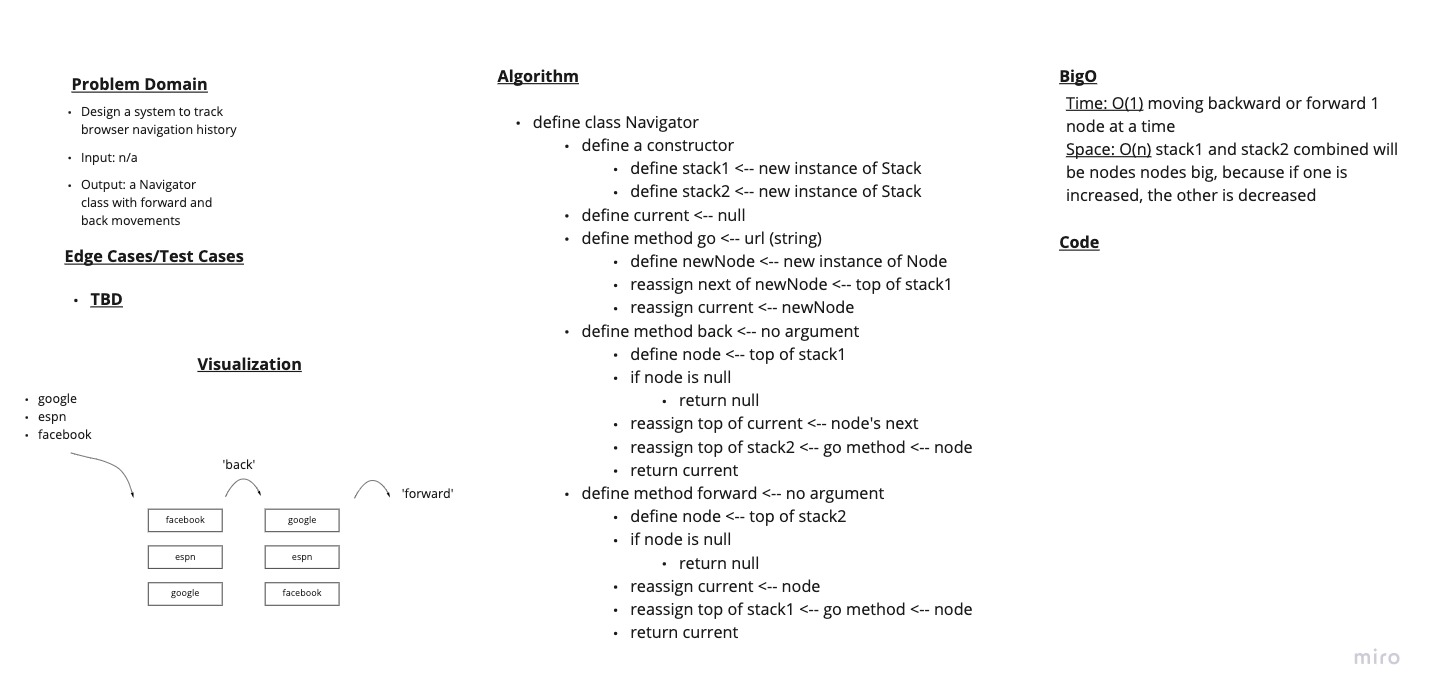 Problem Domain
• Design a system to track
browser navigation history
• Input: n/a
• Output: a Navigator
class with forward and
back movements
Edge Cases/Test Cases
• TBD
Visualization
• google
• espn
• facebook
'back'
'forward'
facebook
google
espn
espn
google
facebook
Algorithm
• define class Navigator
• define a constructor
• define stack1 <-- new instance of Stack
• define stack2 <-- new instance of Stack
• define current <-- null
• define method go <-- url (string)
• define newNode <-- new instance of Node
• reassign next of newNode <-- top of stack1
• reassign current <-- newNode
• define method back <-- no argument
• define node <-- top of stack1
• if node is null
• return null
• reassign top of current <-- node's next
• reassign top of stack2 <-- go method <-- node
• return current
• define method forward <-- no argument
• define node <-- top of stack2
• if node is null
• return null
• reassign current <-- node
• reassign top of stack1 <-- go method <-- node
• return current
BigO
Time: O(1) moving backward or forward 1
node at a time
Space: O(n) stack1 and stack2 combined will
be nodes nodes big, because if one is
increased, the other is decreased
Code
miro